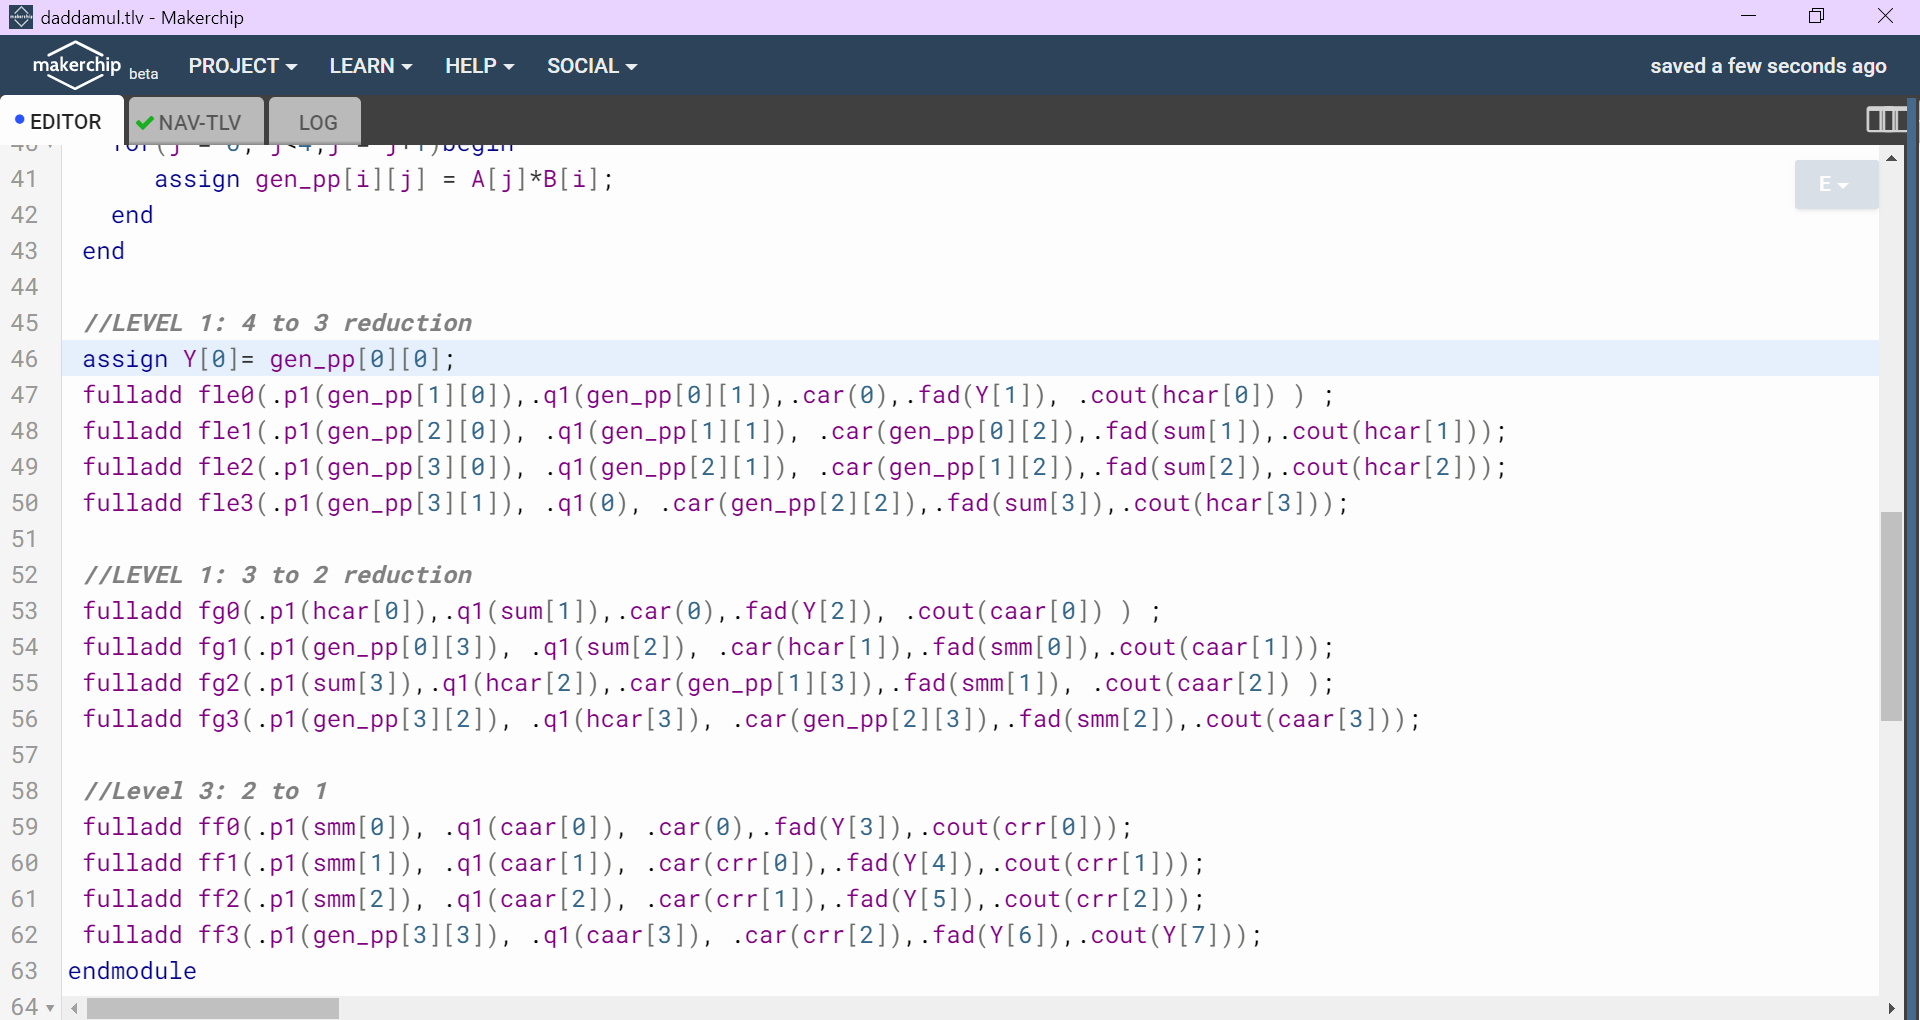 daddamul.tlv - Makerchip
makerchip beta PROJECT LEARN HELP SOCIAL saved a few seconds ago
EDITOR NAV-TLV LOG
E
41 assign gen_pp[i][j] = A[j]*B[i];
42 end
43 end
44
45 //LEVEL 1: 4 to 3 reduction
46 assign Y[0]= gen_pp[0][0];
47 fulladd fle0(.p1(gen_pp[1][0]),.q1(gen_pp[0][1]),.car(0),.fad(Y[1]), .cout(hcar[0]) ) ;
48 fulladd fle1(.p1(gen_pp[2][0]), .q1(gen_pp[1][1]), .car(gen_pp[0][2]),.fad(sum[1]),.cout(hcar[1]));
49 fulladd fle2(.p1(gen_pp[3][0]), .q1(gen_pp[2][1]), .car(gen_pp[1][2]),.fad(sum[2]),.cout(hcar[2]));
50 fulladd fle3(.p1(gen_pp[3][1]), .q1(0), .car(gen_pp[2][2]),.fad(sum[3]),.cout(hcar[3]));
51
52 //LEVEL 1: 3 to 2 reduction
53 fulladd fg0(.p1(hcar[0]),.q1(sum[1]),.car(0),.fad(Y[2]), .cout(caar[0]) ) ;
54 fulladd fg1(.p1(gen_pp[0][3]), .q1(sum[2]), .car(hcar[1]),.fad(smm[0]),.cout(caar[1]));
55 fulladd fg2(.p1(sum[3]),.q1(hcar[2]),.car(gen_pp[1][3]),.fad(smm[1]), .cout(caar[2]) );
56 fulladd fg3(.p1(gen_pp[3][2]), .q1(hcar[3]), .car(gen_pp[2][3]),.fad(smm[2]),.cout(caar[3]));
57
58 //Level 3: 2 to 1
59 fulladd ff0(.p1(smm[0]), .q1(caar[0]), .car(0),.fad(Y[3]),.cout(crr[0]));
60 fulladd ff1(.p1(smm[1]), .q1(caar[1]), .car(crr[0]),.fad(Y[4]),.cout(crr[1]));
61 fulladd ff2(.p1(smm[2]), .q1(caar[2]), .car(crr[1]),.fad(Y[5]),.cout(crr[2]));
62 fulladd ff3(.p1(gen_pp[3][3]), .q1(caar[3]), .car(crr[2]),.fad(Y[6]),.cout(Y[7]));
63 endmodule
64